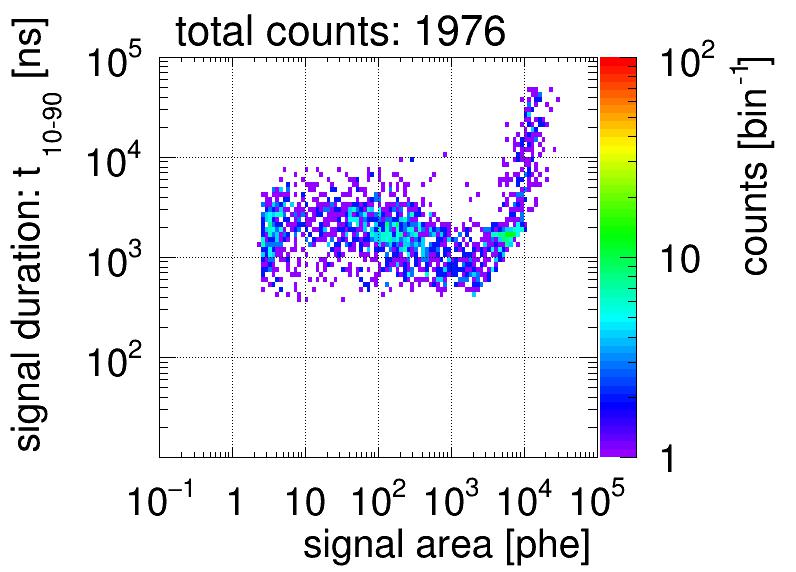 total counts: 1976
signal duration: t 10-90 [ns]
10^5
10^4
10^3
10^2
10^−1 1 10 10^2 10^3 10^4 10^5
signal area [phe]
10^2
10
1
counts [bin^-1]